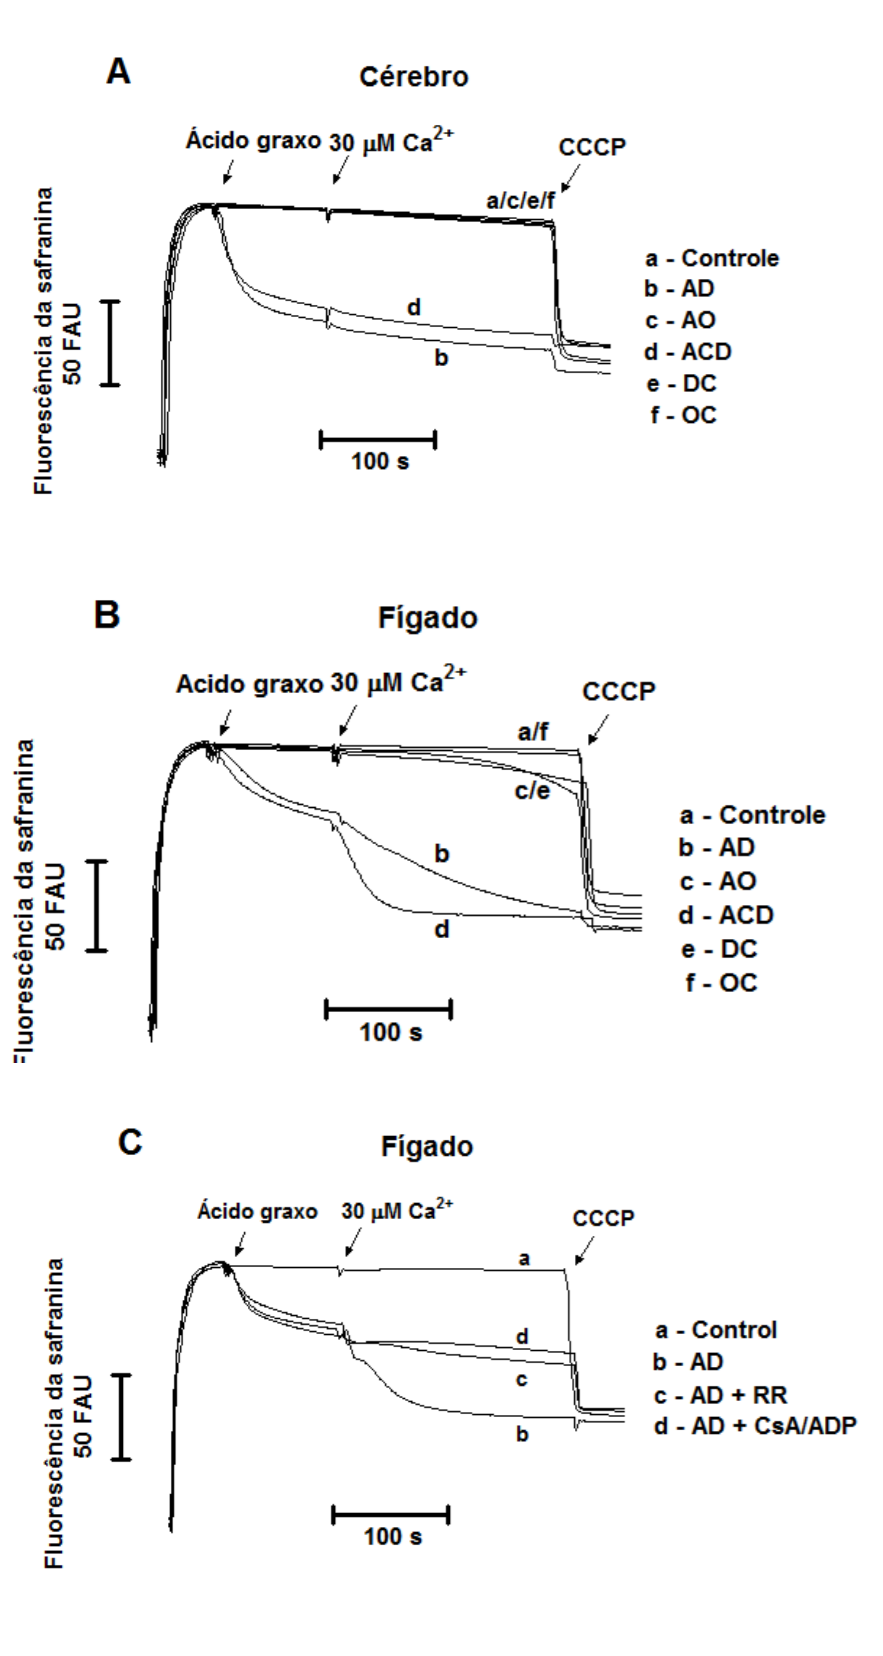 A
Cérebro
Ácido graxo 30 μM Ca2+
CCCP
a/c/e/f
d
b
Fluorescência da safranina
50 FAU
100 s
a - Controle
b - AD
c - AO
d - ACD
e - DC
f - OC
B
Fígado
Acido graxo 30 μM Ca2+
CCCP
a/f
c/e
b
d
Fluorescência da safranina
50 FAU
100 s
a - Controle
b - AD
c - AO
d - ACD
e - DC
f - OC
C
Fígado
Ácido graxo 30 μM Ca2+
CCCP
a
d
c
b
Fluorescência da safranina
50 FAU
100 s
a - Control
b - AD
c - AD + RR
d - AD + CsA/ADP